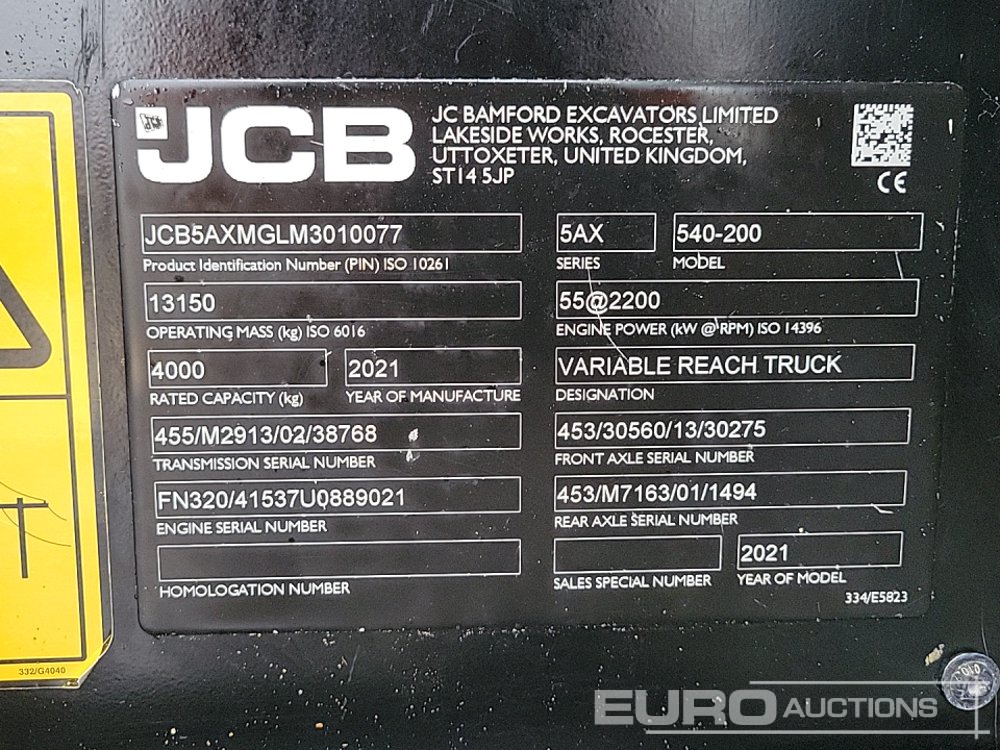 JCB
JC BAMFORD EXCAVATORS LIMITED
LAKESIDE WORKS, ROCESTER,
UTTOXETER, UNITED KINGDOM,
ST14 5JP
CE
JCB5AXMGLM3010077
Product Identification Number (PIN) ISO 10261
5AX
SERIES
540-200
MODEL
13150
OPERATING MASS (kg) ISO 6016
55@2200
ENGINE POWER (kW @ RPM) ISO 14396
4000
RATED CAPACITY (kg)
2021
YEAR OF MANUFACTURE
VARIABLE REACH TRUCK
DESIGNATION
455/M2913/02/38768
TRANSMISSION SERIAL NUMBER
453/30560/13/30275
FRONT AXLE SERIAL NUMBER
FN320/41537U0889021
ENGINE SERIAL NUMBER
453/M7163/01/1494
REAR AXLE SERIAL NUMBER
HOMOLOGATION NUMBER
SALES SPECIAL NUMBER
2021
YEAR OF MODEL
334/E5823
332/G4040
EURO AUCTIONS